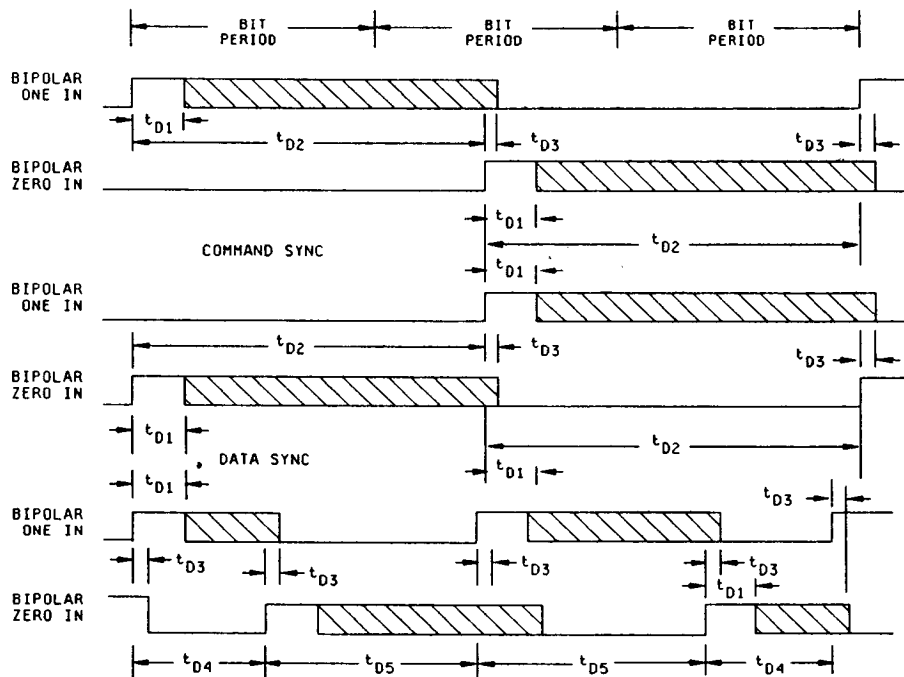 BIT PERIOD BIT PERIOD BIT PERIOD
BIPOLAR ONE IN
tD1
tD2 tD3 tD3
BIPOLAR ZERO IN
tD1
COMMAND SYNC tD2
tD1
BIPOLAR ONE IN
tD2 tD3 tD3
BIPOLAR ZERO IN
tD1 tD2
DATA SYNC tD1
tD1 tD3
BIPOLAR ONE IN
tD3 tD3 tD3 tD3
tD1
BIPOLAR ZERO IN
tD4 tD5 tD5 tD4